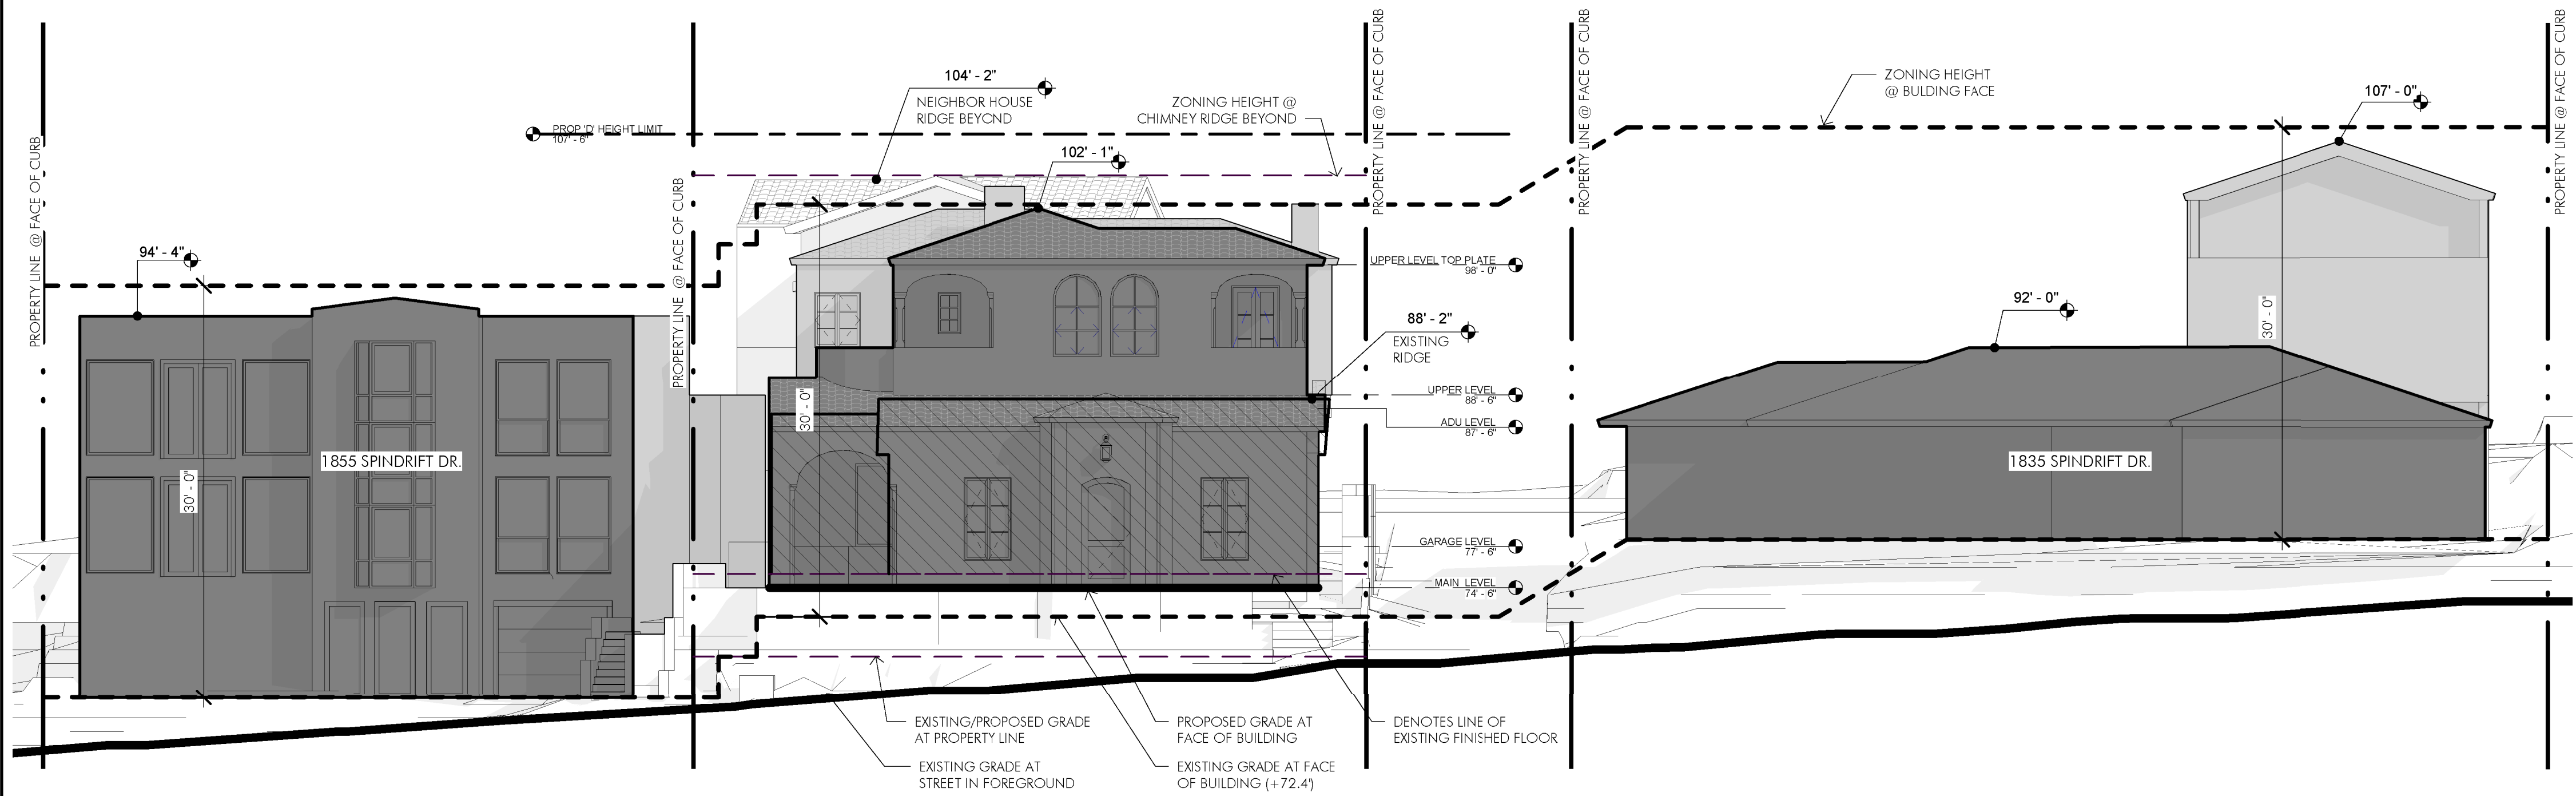 PROPERTY LINE @ FACE OF CURB
94' - 4"
1855 SPINDRIFT DR.
30' - 0"
PROP 'D' HEIGHT LIMIT
107' - 6"
PROPERTY LINE @ FACE OF CURB
104' - 2"
NEIGHBOR HOUSE
RIDGE BEYOND
102' - 1"
ZONING HEIGHT @
CHIMNEY RIDGE BEYOND
30' - 0"
PROPERTY LINE @ FACE OF CURB
UPPER LEVEL TOP PLATE
98' - 0"
88' - 2"
EXISTING
RIDGE
UPPER LEVEL
88' - 6"
ADU LEVEL
87' - 6"
GARAGE LEVEL
77' - 6"
MAIN LEVEL
74' - 6"
PROPERTY LINE @ FACE OF CURB
ZONING HEIGHT
@ BULDING FACE
107' - 0"
92' - 0"
30' - 0"
1835 SPINDRIFT DR.
PROPERTY LINE @ FACE OF CURB
EXISTING/PROPOSED GRADE
AT PROPERTY LINE
EXISTING GRADE AT
STREET IN FOREGROUND
PROPOSED GRADE AT
FACE OF BUILDING
EXISTING GRADE AT FACE
OF BUILDING (+72.4')
DENOTES LINE OF
EXISTING FINISHED FLOOR